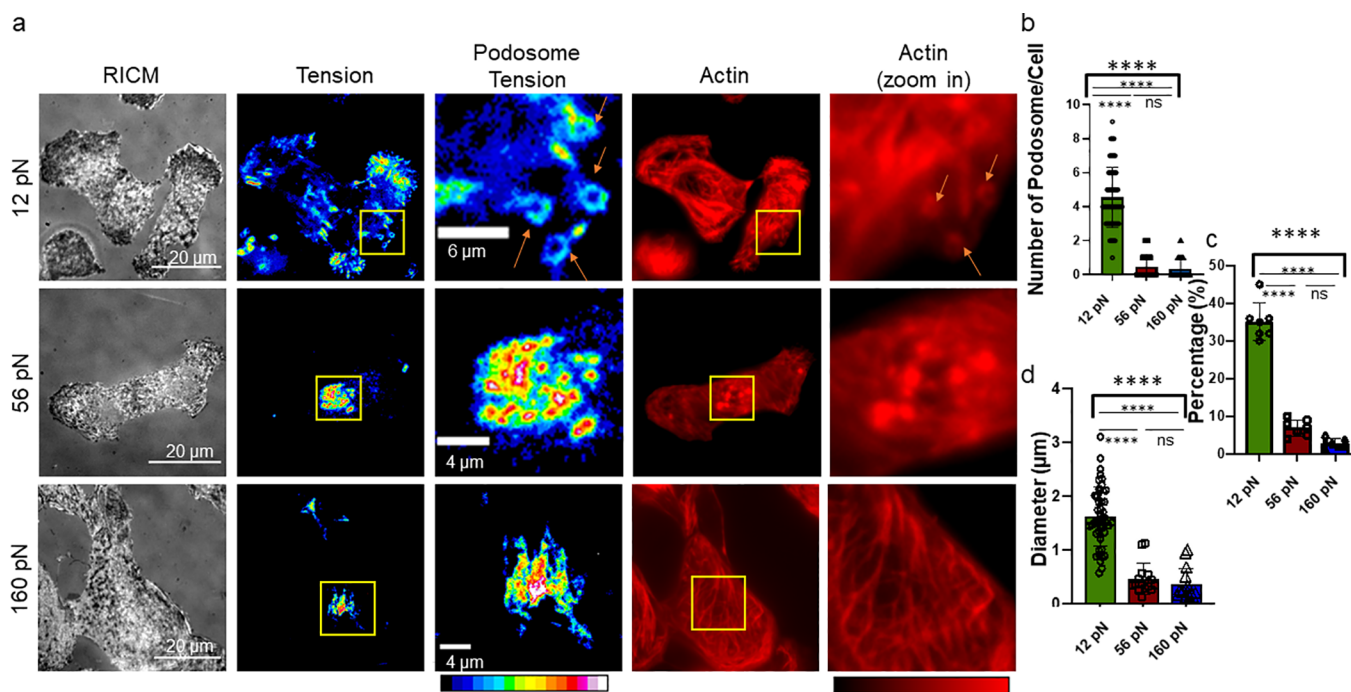 a
RICM
Tension
Podosome
Tension
Actin
Actin
(zoom in)
12 pN
20 µm
6 µm
56 pN
20 µm
4 µm
160 pN
20 µm
4 µm
b
Number of Podosome/Cell
10
8
6
4
2
0
****
****
****
ns
12 pN
56 pN
160 pN
c
Percentage (%)
50
40
30
20
10
0
****
****
****
ns
12 pN
56 pN
160 pN
d
Diameter (µm)
4
3
2
1
0
****
****
****
ns
12 pN
56 pN
160 pN